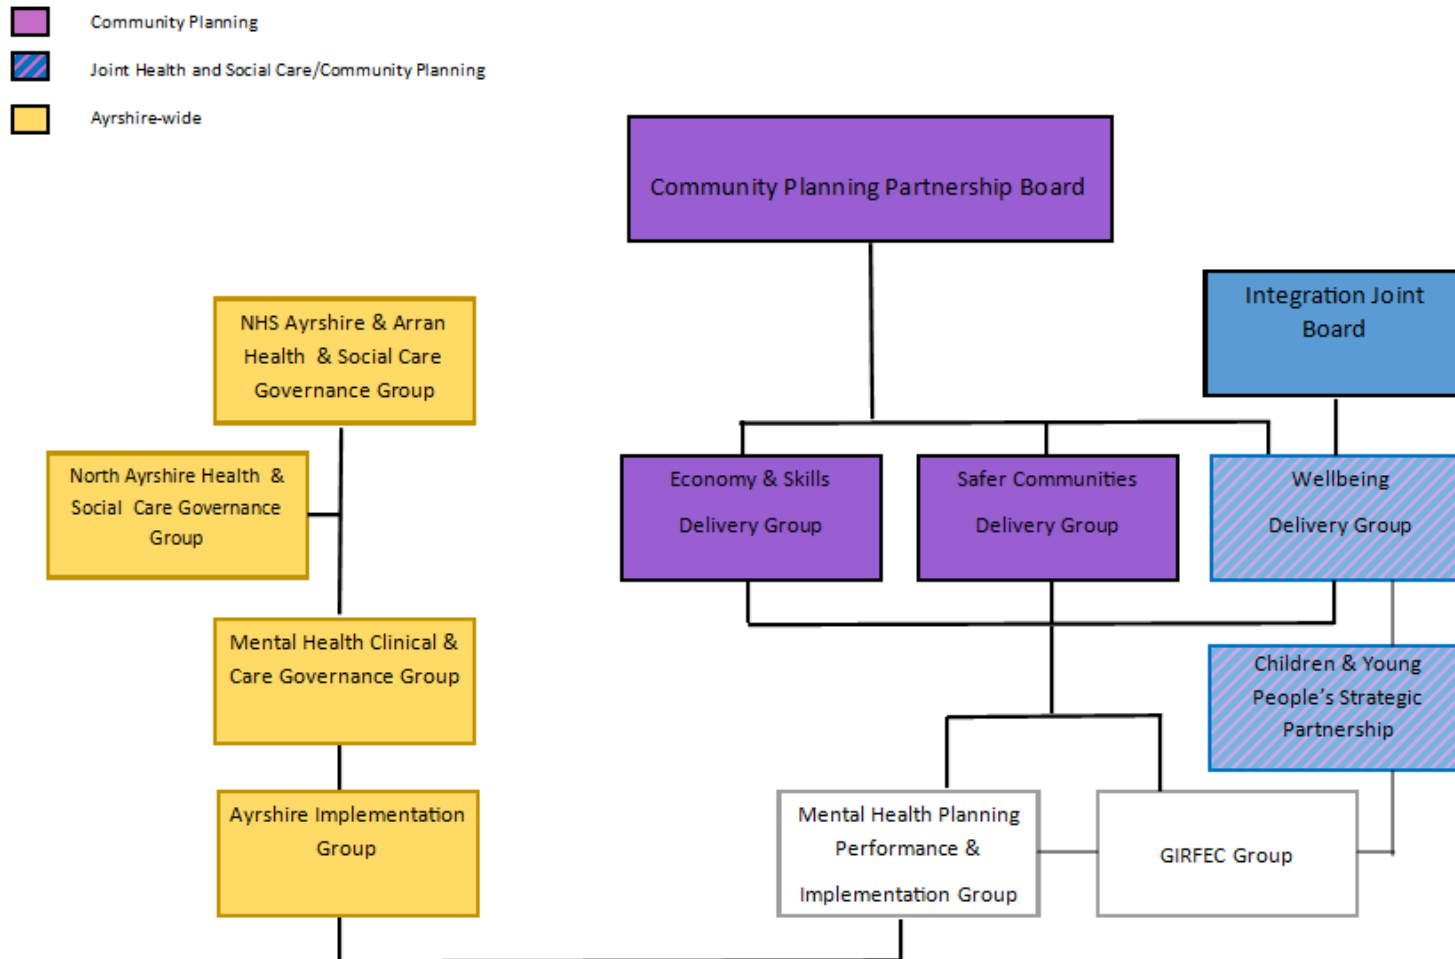 Community Planning
Joint Health and Social Care/Community Planning
Ayrshire-wide
Community Planning Partnership Board
Integration Joint
Board
NHS Ayrshire & Arran
Health & Social Care
Governance Group
North Ayrshire Health &
Social Care Governance
Group
Economy & Skills
Delivery Group
Safer Communities
Delivery Group
Wellbeing
Delivery Group
Mental Health Clinical &
Care Governance Group
Children & Young
People's Strategic
Partnership
Ayrshire Implementation
Group
Mental Health Planning
Performance &
Implementation Group
GIRFEC Group